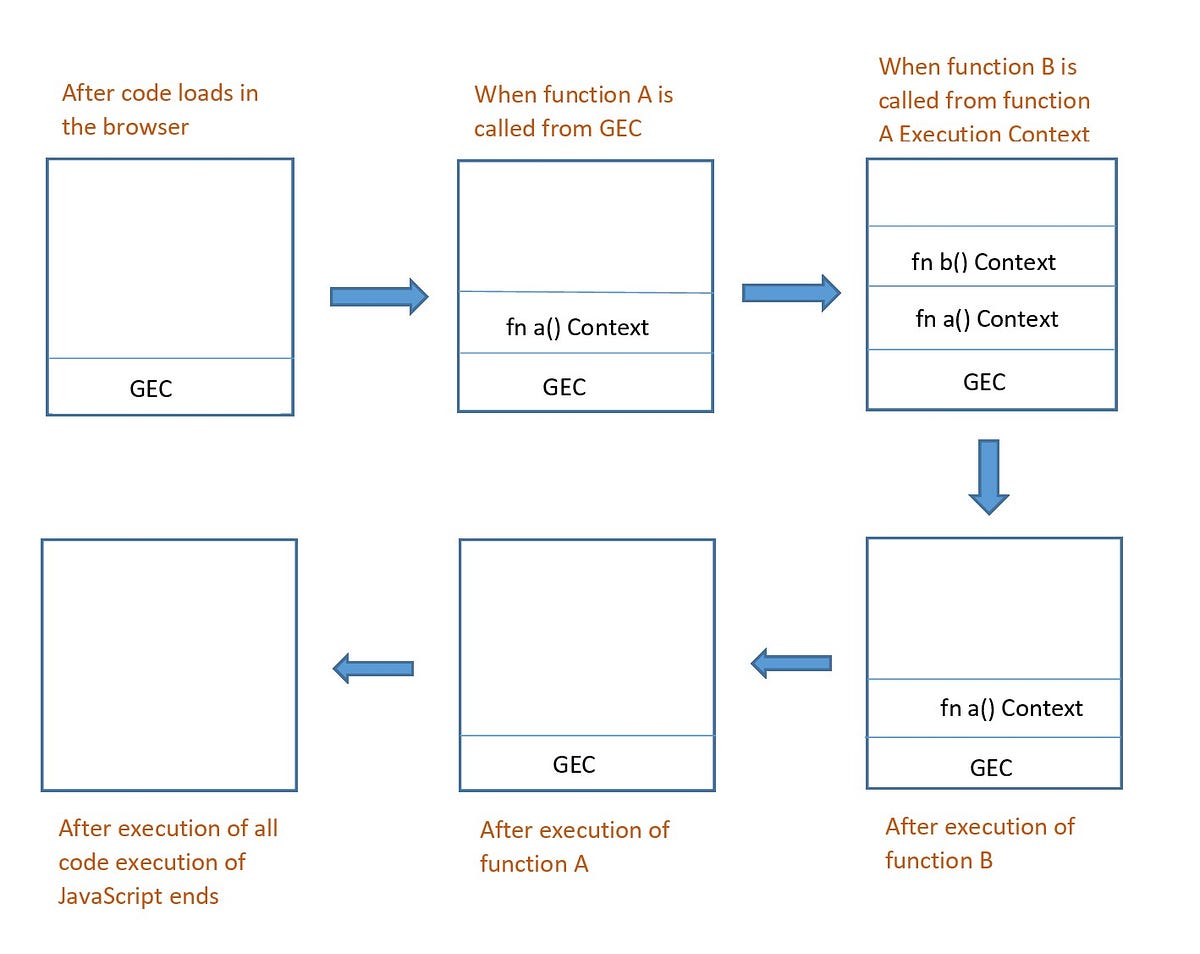 After code loads in
the browser
GEC
When function A is
called from GEC
fn a() Context
GEC
When function B is
called from function
A Execution Context
fn b() Context
fn a() Context
GEC
fn a() Context
GEC
After execution of
function B
GEC
After execution of
function A
After execution of all
code execution of
JavaScript ends